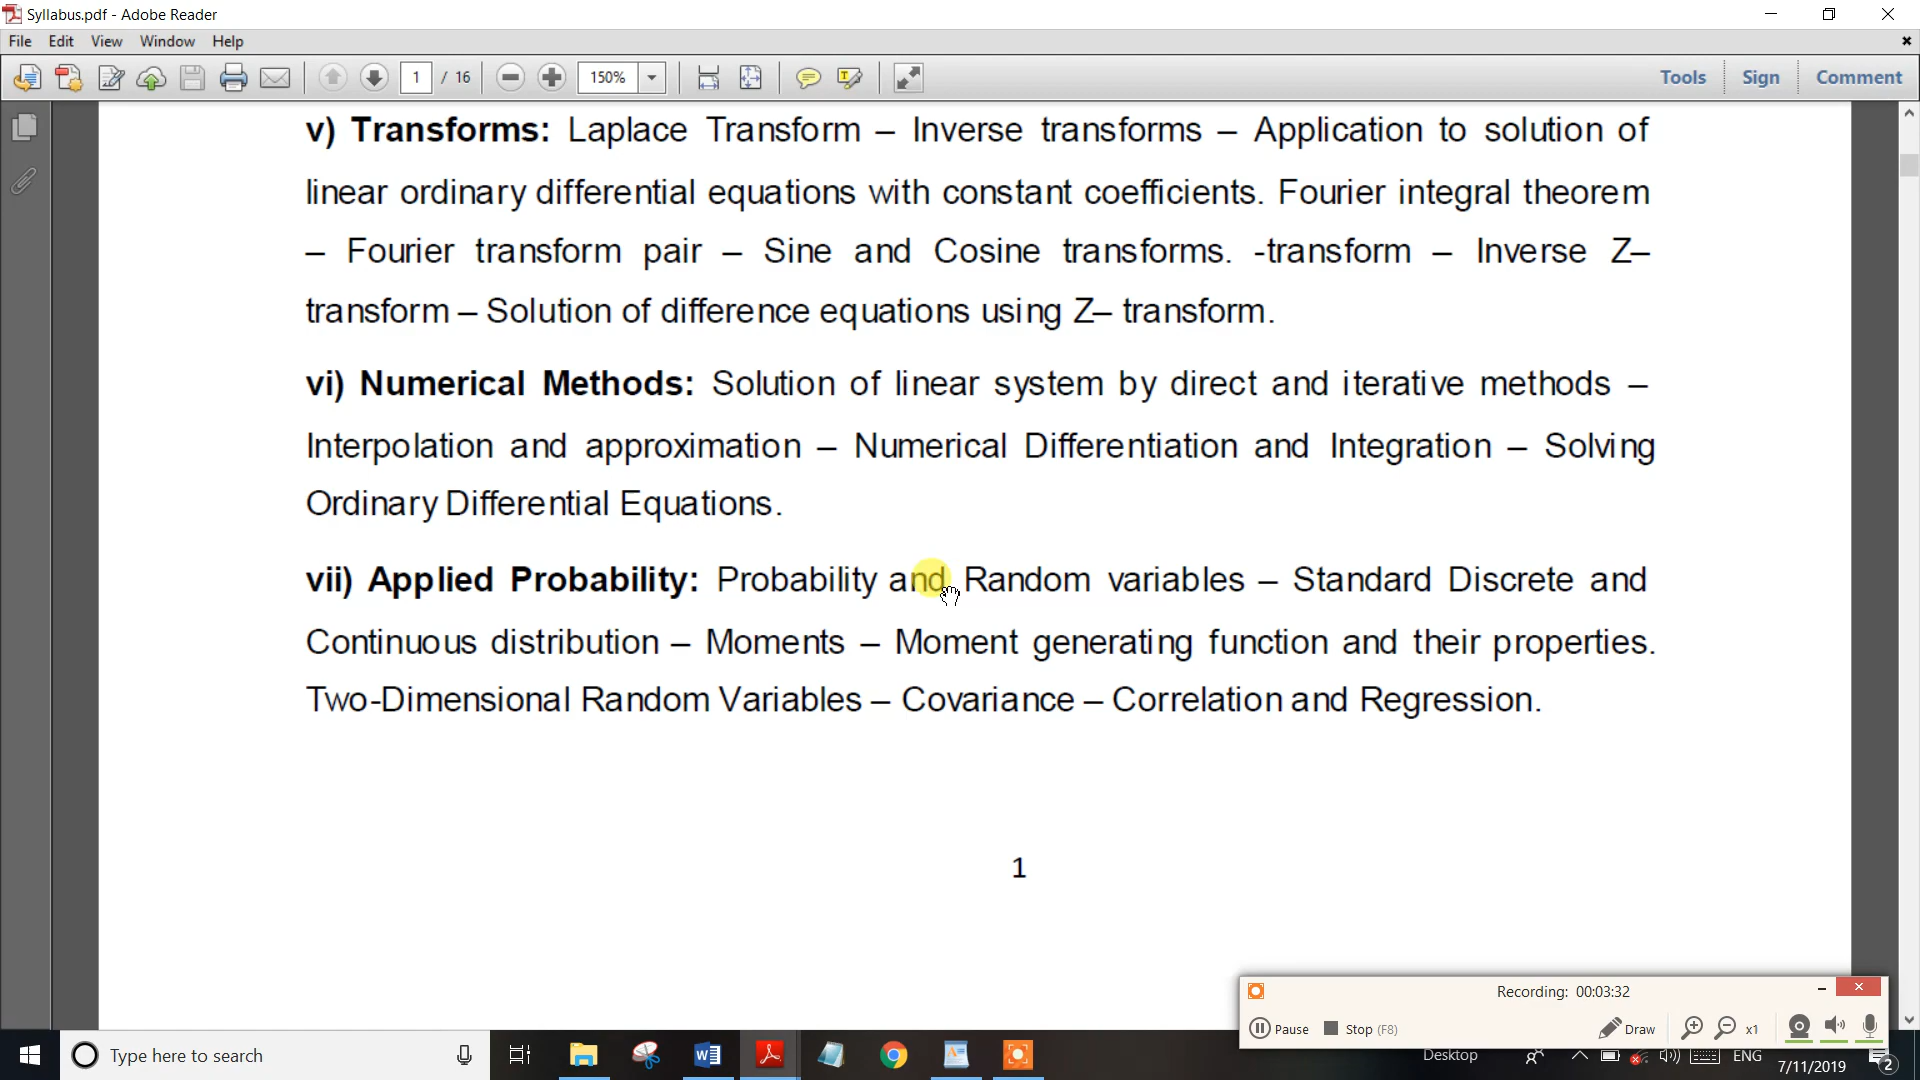 Syllabus.pdf - Adobe Reader
File Edit View Window Help
1 / 16 150% Tools Sign Comment
v) Transforms: Laplace Transform – Inverse transforms – Application to solution of
linear ordinary differential equations with constant coefficients. Fourier integral theorem
– Fourier transform pair – Sine and Cosine transforms. -transform – Inverse Z–
transform – Solution of difference equations using Z– transform.
vi) Numerical Methods: Solution of linear system by direct and iterative methods –
Interpolation and approximation – Numerical Differentiation and Integration – Solving
Ordinary Differential Equations.
vii) Applied Probability: Probability and Random variables – Standard Discrete and
Continuous distribution – Moments – Moment generating function and their properties.
Two-Dimensional Random Variables – Covariance – Correlation and Regression.
1
Recording: 00:03:32
Pause Stop (F8) Draw x1
Type here to search
Desktop ENG
7/11/2019
2